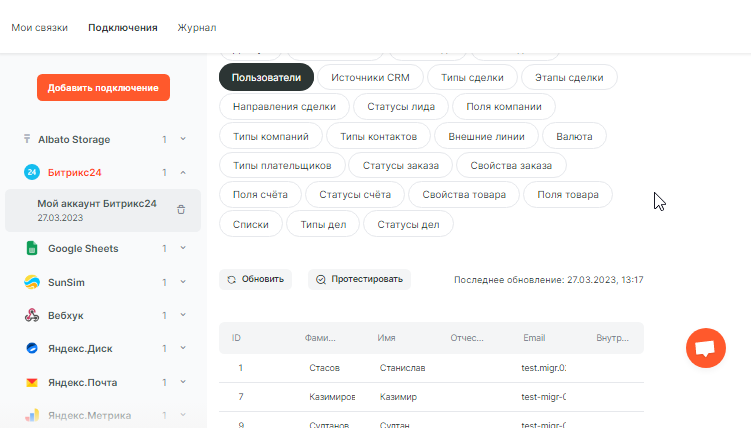 Мои связки Подключения Журнал
Добавить подключение
Albato Storage 1
24 Битрикс24 1
Мой аккаунт Битрикс24
27.03.2023
Google Sheets 1
SunSim 1
Вебхук 1
Яндекс.Диск 1
Яндекс.Почта 1
Яндекс.Метрика 1
Пользователи Источники CRM Типы сделки Этапы сделки
Направления сделки Статусы лида Поля компании
Типы компаний Типы контактов Внешние линии Валюта
Типы плательщиков Статусы заказа Свойства заказа
Поля счёта Статусы счёта Свойства товара Поля товара
Списки Типы дел Статусы дел
Обновить Протестировать Последнее обновление: 27.03.2023, 13:17
ID Фами... Имя Отчес... Email Внутр...
1 Стасов Станислав test.migr.0
7 Казимиров Казимир test-migr-0
9 Султанов Султан test-migr-0